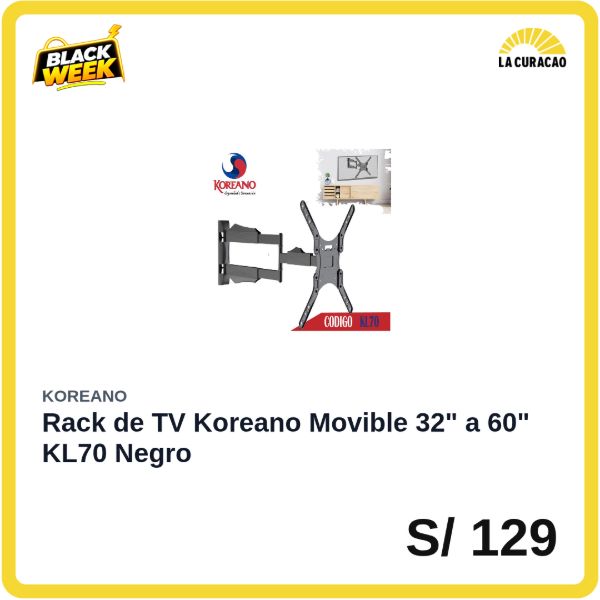 BLACK
WEEK
LA CURACAO
KOREANO
CODIGO KL70
KOREANO
Rack de TV Koreano Movible 32" a 60"
KL70 Negro
S/ 129